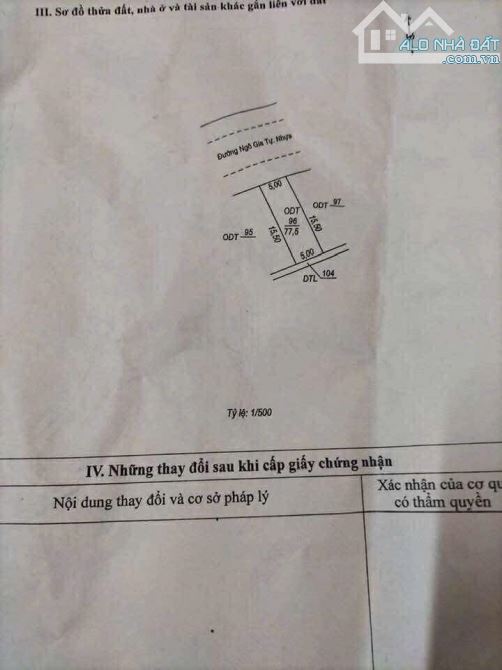 III. Sơ đồ thửa đất, nhà ở và tài sản khác gắn liền với đất
ALO NHÀ ĐẤT
.com.vn
Đường Ngô Gia Tự: Nhựa
5,00
ODT 97
ODT
96
77,5
ODT 95
15,50
15,50
5,00
104
DTL
Tỷ lệ: 1/500
IV. Những thay đổi sau khi cấp giấy chứng nhận
Nội dung thay đổi và cơ sở pháp lý
Xác nhận của cơ qu
có thẩm quyền